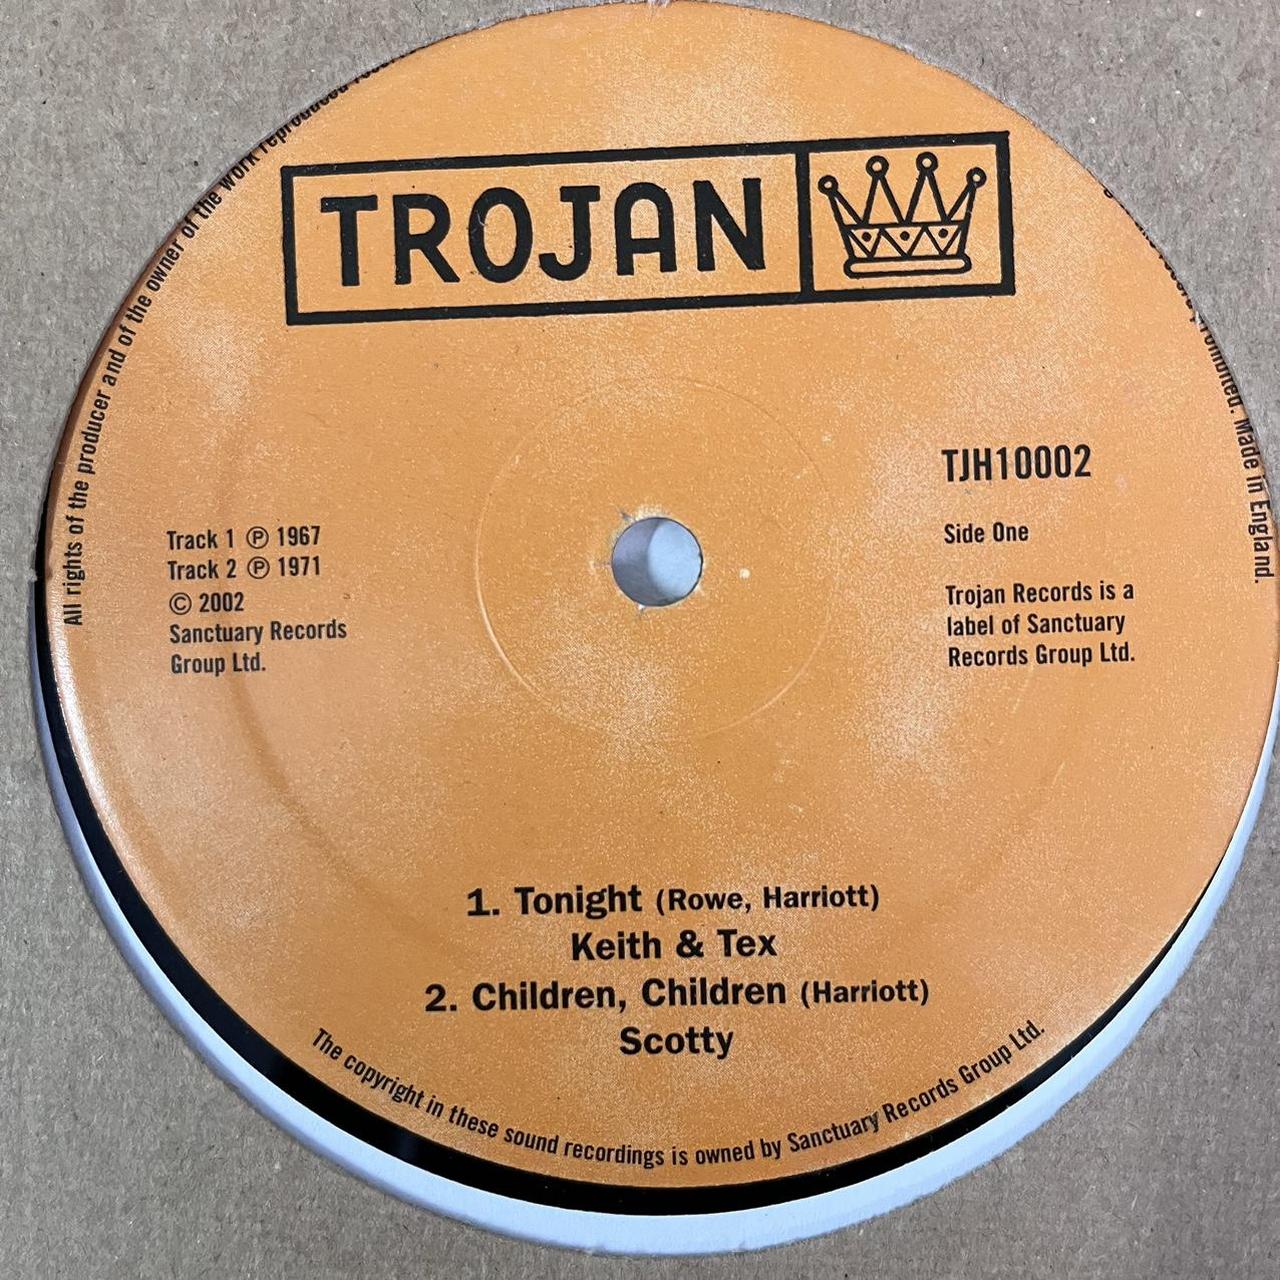 All rights of the producer and of the owner of the work reproduced
TROJAN
Made in England.
TJH10002
Track 1 ℗ 1967
Track 2 ℗ 1971
© 2002
Sanctuary Records
Group Ltd.
Side One
Trojan Records is a
label of Sanctuary
Records Group Ltd.
1. Tonight (Rowe, Harriott)
Keith & Tex
2. Children, Children (Harriott)
Scotty
The copyright in these sound recordings is owned by Sanctuary Records Group Ltd.